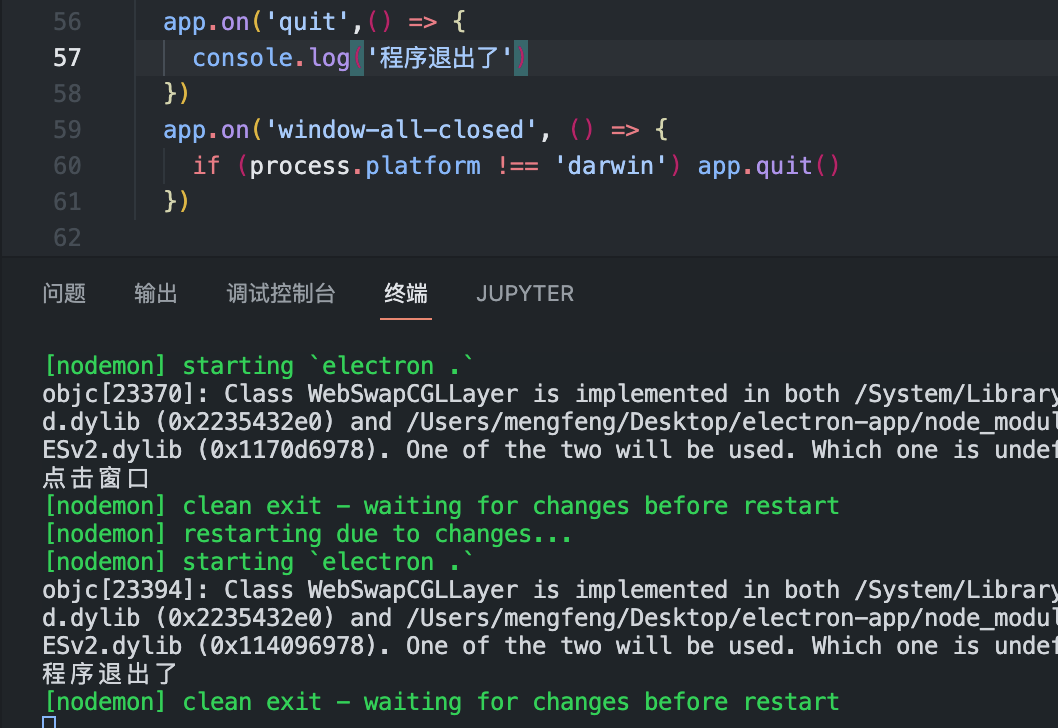 56 app.on('quit',() => {
57 console.log('程序退出了')
58 })
59 app.on('window-all-closed', () => {
60 if (process.platform !== 'darwin') app.quit()
61 })
62
问题 输出 调试控制台 终端 JUPYTER
[nodemon] starting `electron .`
objc[23370]: Class WebSwapCGLLayer is implemented in both /System/Library
d.dylib (0x2235432e0) and /Users/mengfeng/Desktop/electron-app/node_modul
ESv2.dylib (0x1170d6978). One of the two will be used. Which one is undef
点击窗口
[nodemon] clean exit - waiting for changes before restart
[nodemon] restarting due to changes...
[nodemon] starting `electron .`
objc[23394]: Class WebSwapCGLLayer is implemented in both /System/Library
d.dylib (0x2235432e0) and /Users/mengfeng/Desktop/electron-app/node_modul
ESv2.dylib (0x114096978). One of the two will be used. Which one is undef
程序退出了
[nodemon] clean exit - waiting for changes before restart